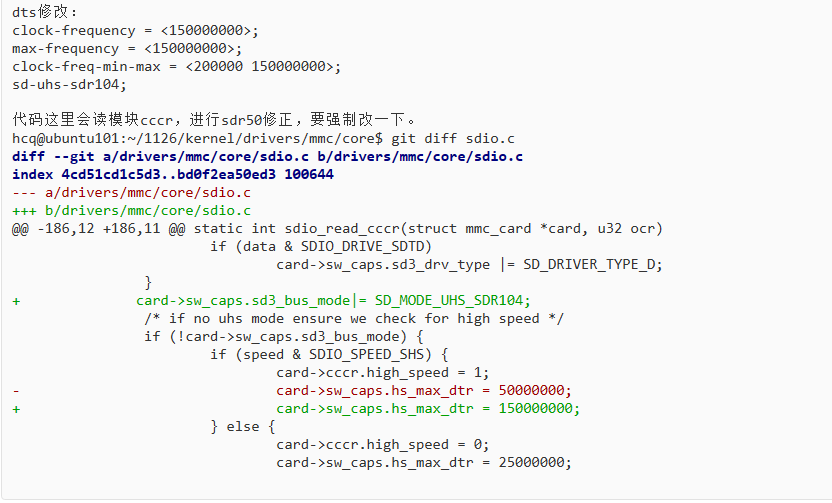 dts修改:
clock-frequency = <150000000>;
max-frequency = <150000000>;
clock-freq-min-max = <200000 150000000>;
sd-uhs-sdr104;

代码这里会读模块cccr，进行sdr50修正，要强制改一下。
hcq@ubuntu101:~/1126/kernel/drivers/mmc/core$ git diff sdio.c
diff --git a/drivers/mmc/core/sdio.c b/drivers/mmc/core/sdio.c
index 4cd51cd1c5d3..bd0f2ea50ed3 100644
--- a/drivers/mmc/core/sdio.c
+++ b/drivers/mmc/core/sdio.c
@@ -186,12 +186,11 @@ static int sdio_read_cccr(struct mmc_card *card, u32 ocr)
                        if (data & SDIO_DRIVE_SDTD)
                                card->sw_caps.sd3_drv_type |= SD_DRIVER_TYPE_D;
                }
+              card->sw_caps.sd3_bus_mode|= SD_MODE_UHS_SDR104;
                /* if no uhs mode ensure we check for high speed */
                if (!card->sw_caps.sd3_bus_mode) {
                        if (speed & SDIO_SPEED_SHS) {
                                card->cccr.high_speed = 1;
-                               card->sw_caps.hs_max_dtr = 50000000;
+                               card->sw_caps.hs_max_dtr = 150000000;
                        } else {
                                card->cccr.high_speed = 0;
                                card->sw_caps.hs_max_dtr = 25000000;